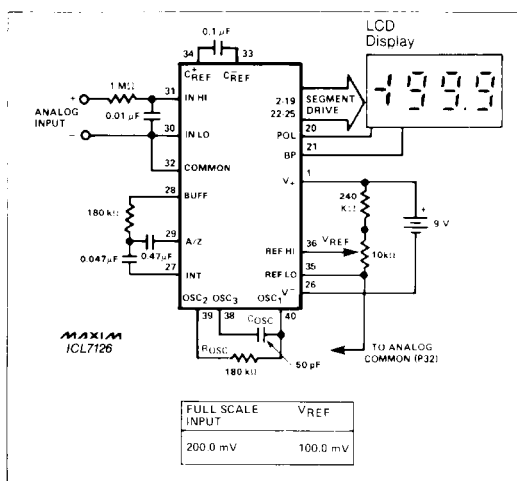 0.1 µF
34 33
C+REF C-REF
LCD
Display
-199.9
1 MΩ
31
IN HI
+
ANALOG
INPUT
-
0.01 µF
30
IN LO
32
COMMON
2-19
22-25
SEGMENT
DRIVE
20
POL
21
BP
28
BUFF
180 kΩ
29
A/Z
0.047µF
0.47µF
27
INT
V+
1
240
KΩ
+
9 V
REF HI
36
VREF
10kΩ
REF LO
35
V-
26
OSC2 OSC3 OSC1
39 38 40
COSC
ROSC
50 pF
180 kΩ
MAXIM
ICL7126
TO ANALOG
COMMON (P32)
FULL SCALE
INPUT
VREF
200.0 mV 100.0 mV